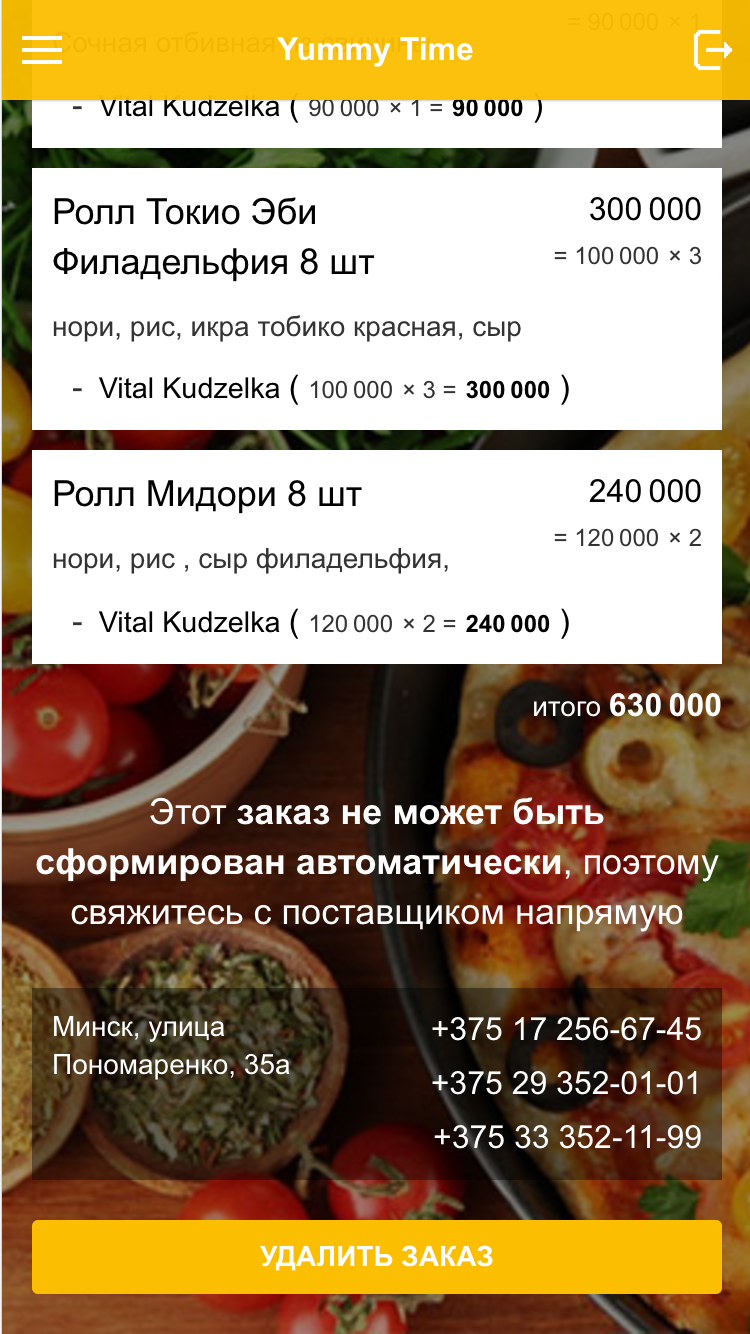 = 90 000 × 1
Сочная отбивная из свинины
Yummy Time
- Vital Kudzelka ( 90 000 × 1 = 90 000 )
Ролл Токио Эби
Филадельфия 8 шт
300 000
= 100 000 × 3
нори, рис, икра тобико красная, сыр
- Vital Kudzelka ( 100 000 × 3 = 300 000 )
Ролл Мидори 8 шт
240 000
= 120 000 × 2
нори, рис , сыр филадельфия,
- Vital Kudzelka ( 120 000 × 2 = 240 000 )
итого 630 000
Этот заказ не может быть
сформирован автоматически, поэтому
свяжитесь с поставщиком напрямую
Минск, улица
Пономаренко, 35а
+375 17 256-67-45
+375 29 352-01-01
+375 33 352-11-99
УДАЛИТЬ ЗАКАЗ